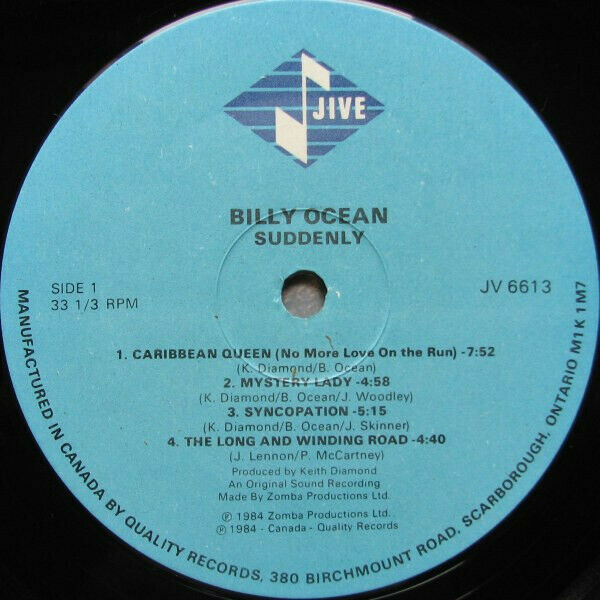 JIVE
BILLY OCEAN
SUDDENLY
SIDE 1
33 1/3 RPM
JV 6613
1. CARIBBEAN QUEEN (No More Love On the Run) -7:52
(K. Diamond/B. Ocean)
2. MYSTERY LADY -4:58
(K. Diamond/B. Ocean/J. Woodley)
3. SYNCOPATION -5:15
(K. Diamond/B. Ocean/J. Skinner)
4. THE LONG AND WINDING ROAD -4:40
(J. Lennon/P. McCartney)
Produced by Keith Diamond
An Original Sound Recording
Made By Zomba Productions Ltd.
℗ 1984 Zomba Productions Ltd.
℗ 1984 - Canada - Quality Records
MANUFACTURED IN CANADA BY QUALITY RECORDS, 380 BIRCHMOUNT ROAD, SCARBOROUGH, ONTARIO M1K 1M7